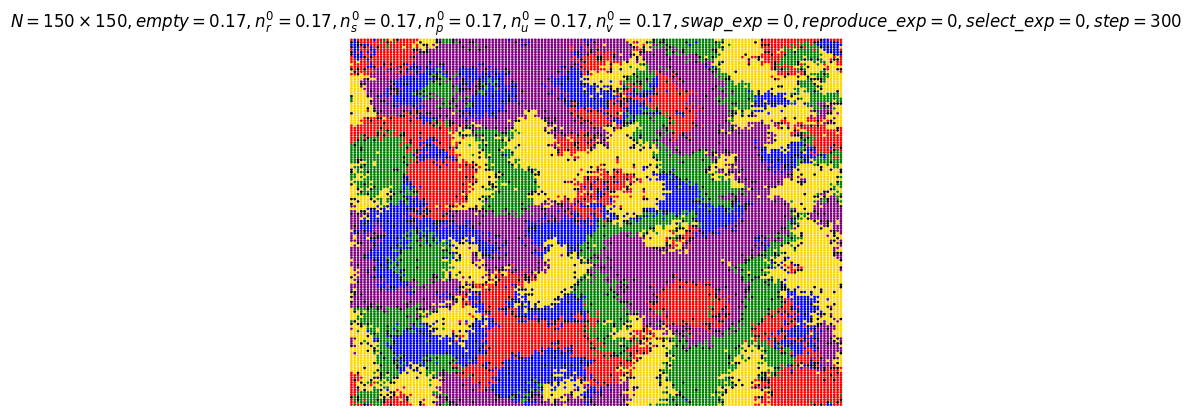 N = 150 × 150, empty = 0.17, n_r^0 = 0.17, n_s^0 = 0.17, n_p^0 = 0.17, n_u^0 = 0.17, n_v^0 = 0.17, swap_exp = 0, reproduce_exp = 0, select_exp = 0, step = 300